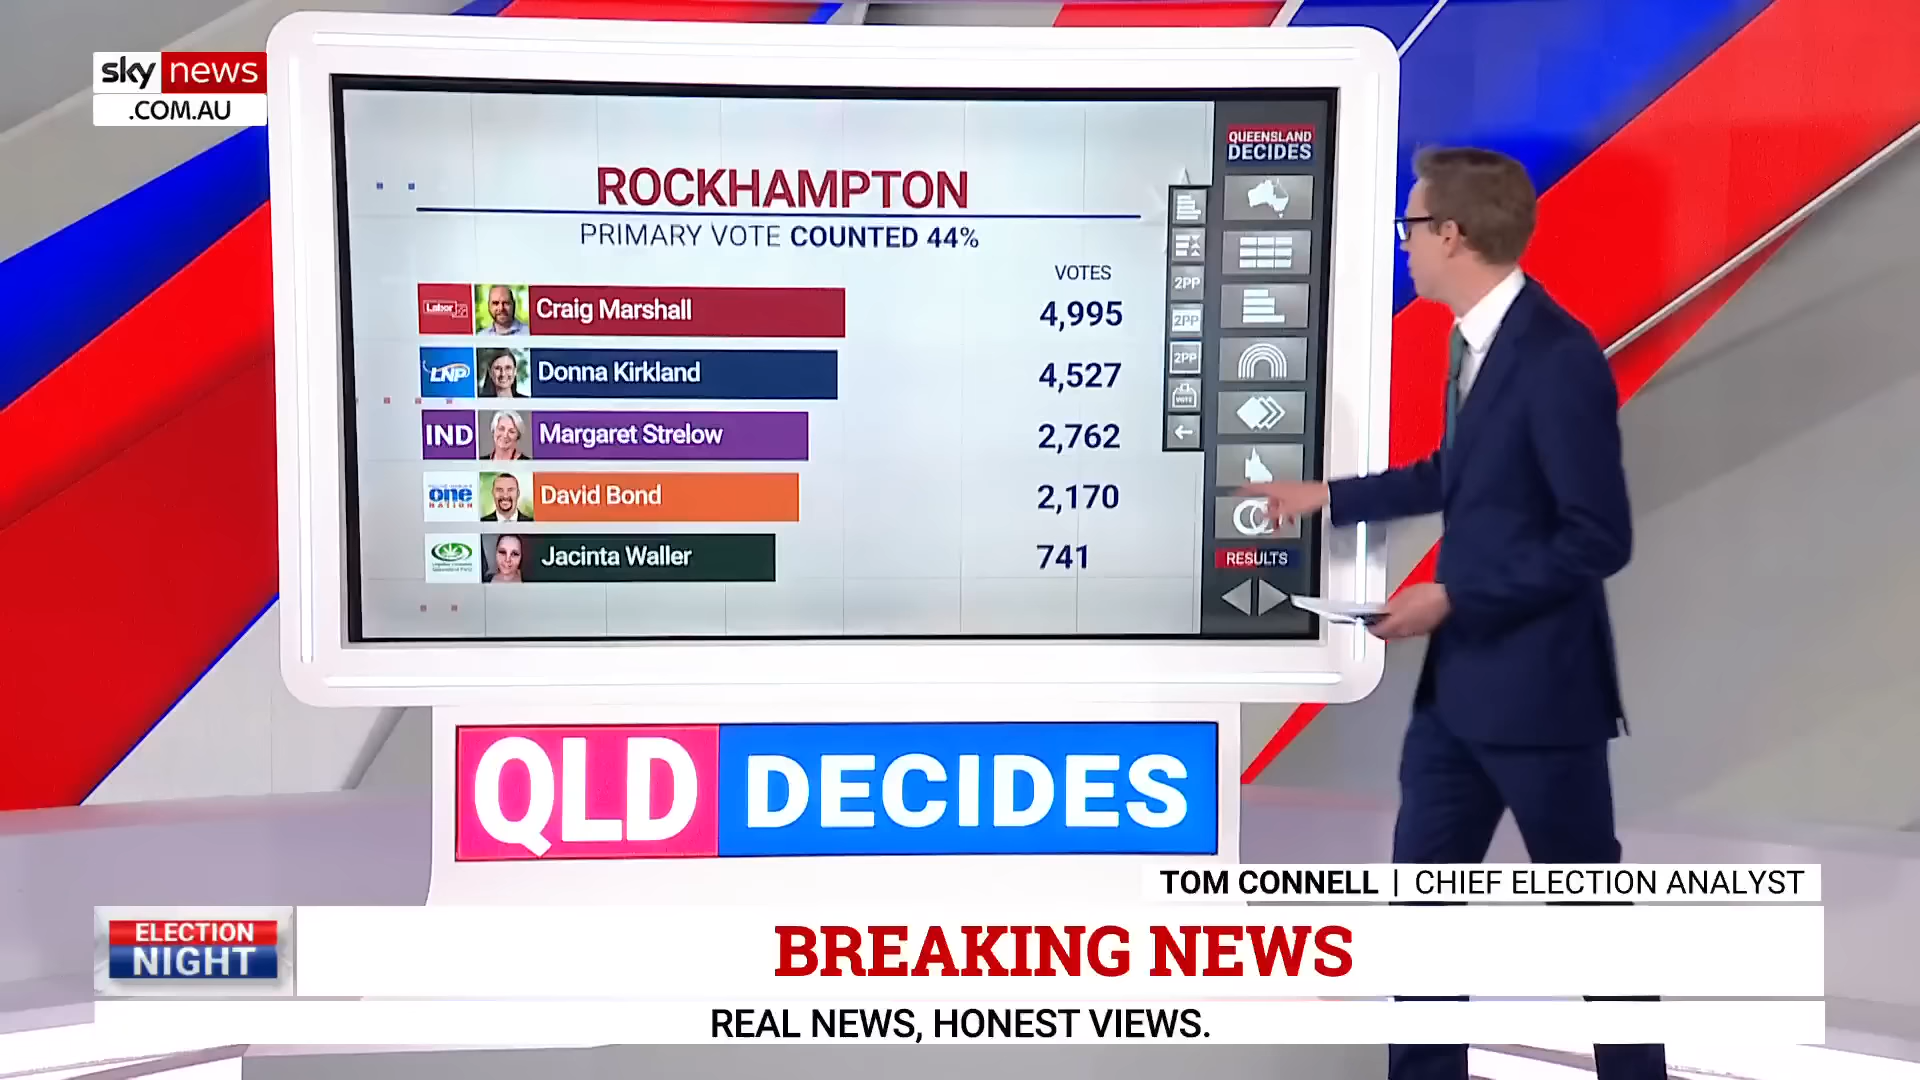 sky news
.COM.AU
QUEENSLAND
DECIDES
ROCKHAMPTON
PRIMARY VOTE COUNTED 44%
VOTES
Labor Craig Marshall 4,995
LNP Donna Kirkland 4,527
IND Margaret Strelow 2,762
one NATION David Bond 2,170
Jacinta Waller 741
2PP
2PP
2PP
VOTE
RESULTS
QLD DECIDES
TOM CONNELL | CHIEF ELECTION ANALYST
ELECTION
NIGHT
BREAKING NEWS
REAL NEWS, HONEST VIEWS.